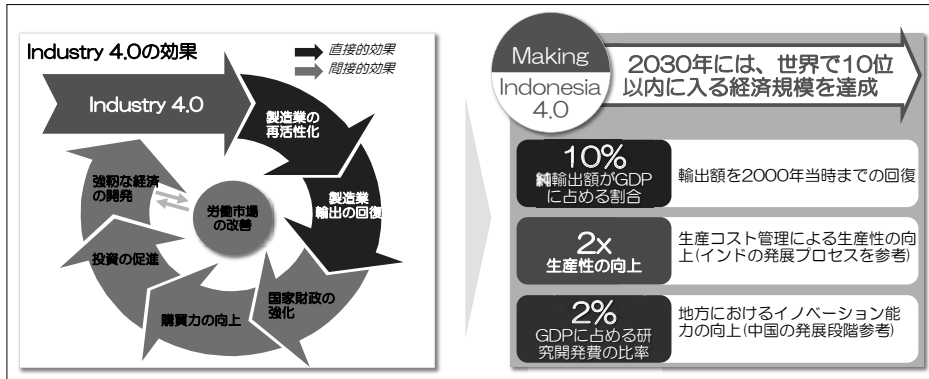 Industry 4.0の効果
直接的効果
間接的効果
Industry 4.0
製造業の
再活性化
製造業
輸出の回復
国家財政の
強化
購買力の向上
投資の促進
強靭な経済
の開発
労働市場
の改善
Making
Indonesia
4.0
2030年には、世界で10位
以内に入る経済規模を達成
10%
純輸出額がGDP
に占める割合
輸出額を2000年当時までの回復
2x
生産性の向上
生産コスト管理による生産性の向
上(インドの発展プロセスを参考)
2%
GDPに占める研
究開発費の比率
地方におけるイノベーション能
力の向上(中国の発展段階参考)